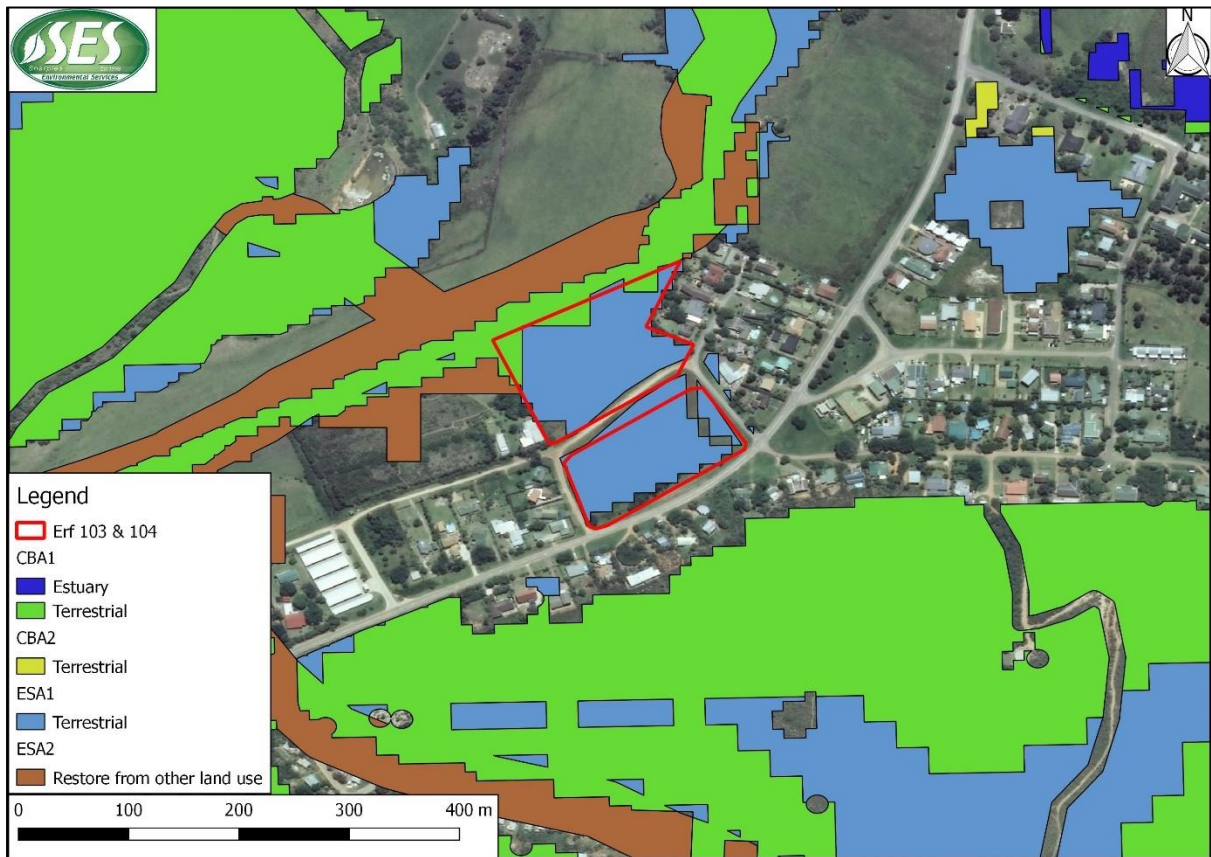 SES
Environmental Services
N
Legend
Erf 103 & 104
CBA1
Estuary
Terrestrial
CBA2
Terrestrial
ESA1
Terrestrial
ESA2
Restore from other land use
0 100 200 300 400 m